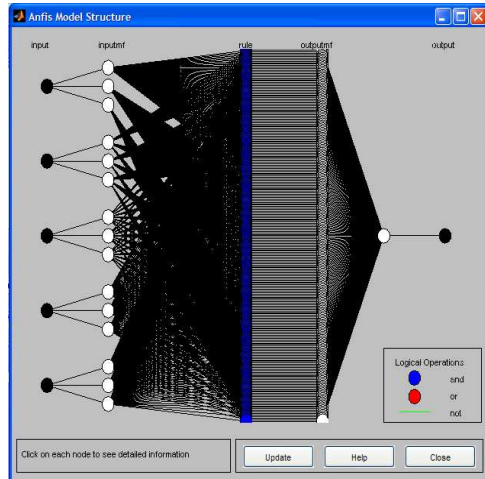 Anfis Model Structure
input inputmf rule outputmf output
Logical Operations
and
or
not
Click on each node to see detailed information
Update Help Close